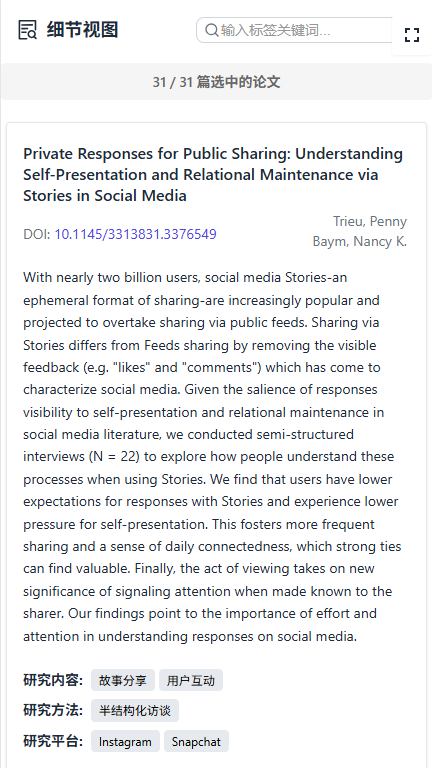 细节视图
输入标签关键词...
31 / 31 篇选中的论文
Private Responses for Public Sharing: Understanding
Self-Presentation and Relational Maintenance via
Stories in Social Media
DOI: 10.1145/3313831.3376549
Trieu, Penny
Baym, Nancy K.
With nearly two billion users, social media Stories-an
ephemeral format of sharing-are increasingly popular and
projected to overtake sharing via public feeds. Sharing via
Stories differs from Feeds sharing by removing the visible
feedback (e.g. "likes" and "comments") which has come to
characterize social media. Given the salience of responses
visibility to self-presentation and relational maintenance in
social media literature, we conducted semi-structured
interviews (N = 22) to explore how people understand these
processes when using Stories. We find that users have lower
expectations for responses with Stories and experience lower
pressure for self-presentation. This fosters more frequent
sharing and a sense of daily connectedness, which strong ties
can find valuable. Finally, the act of viewing takes on new
significance of signaling attention when made known to the
sharer. Our findings point to the importance of effort and
attention in understanding responses on social media.
研究内容: 故事分享 用户互动
研究方法: 半结构化访谈
研究平台: Instagram Snapchat